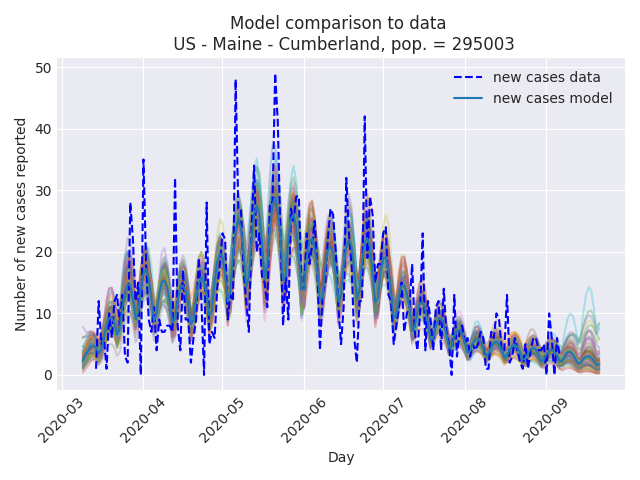 Model comparison to data
US - Maine - Cumberland, pop. = 295003
new cases data
new cases model
Number of new cases reported
50
40
30
20
10
0
2020-03
2020-04
2020-05
2020-06
2020-07
2020-08
2020-09
Day